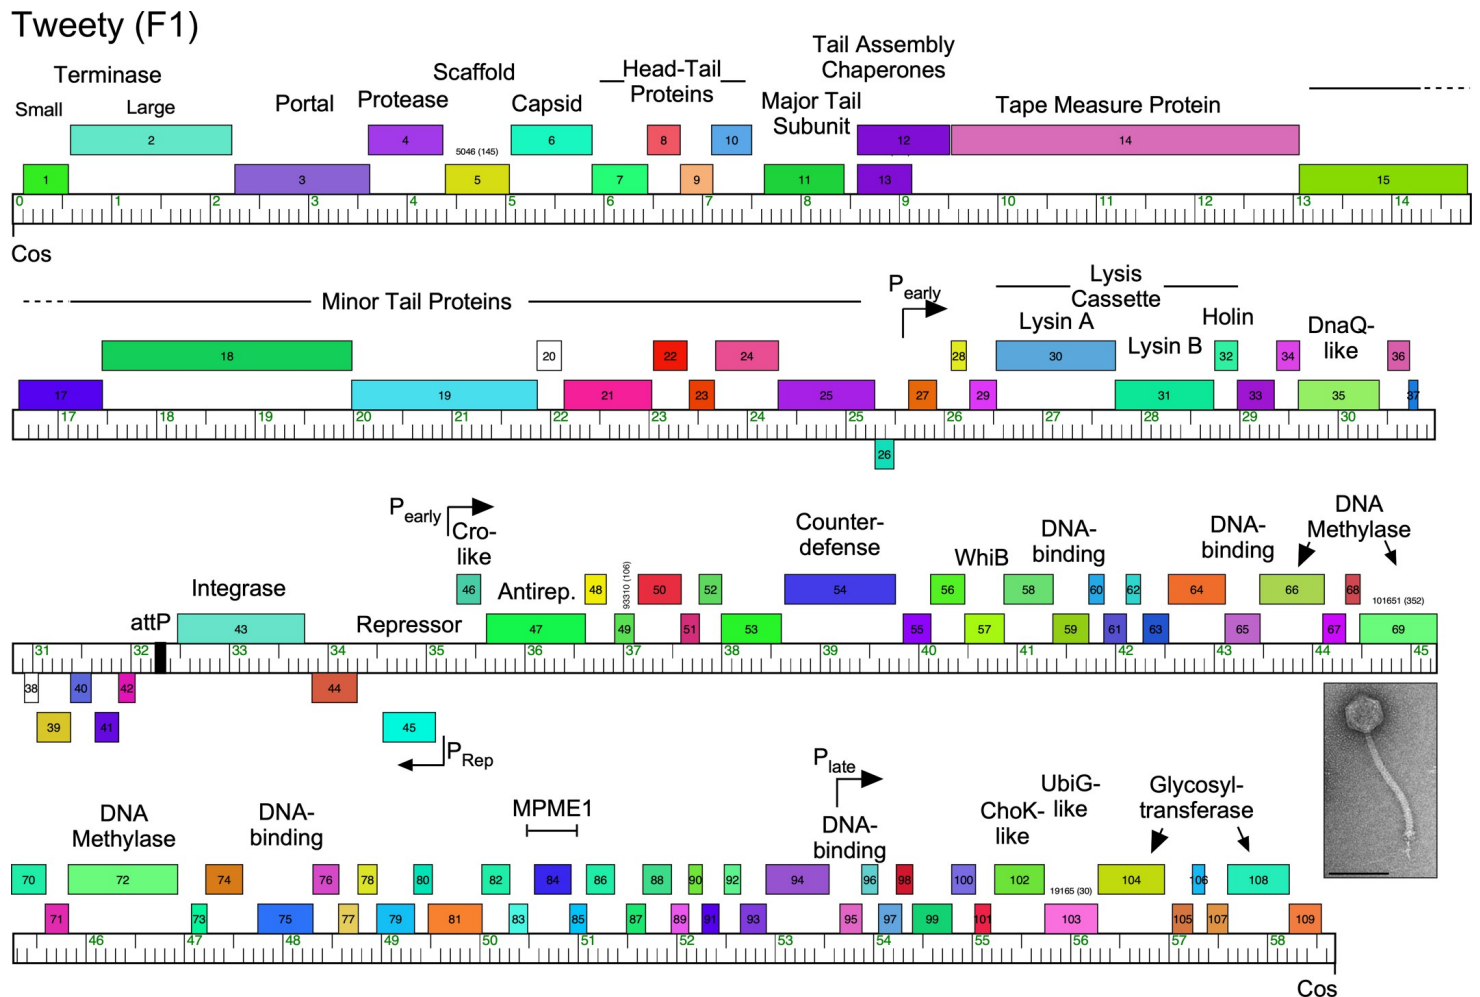 Tweety (F1)
Tail Assembly
Chaperones
Terminase
Scaffold
Head-Tail
Proteins
Small
Large
Portal
Protease
Capsid
Major Tail
Subunit
Tape Measure Protein
2
4
5046 (145)
6
8
10
12
14
1
3
5
7
9
11
13
15
0 1 2 3 4 5 6 7 8 9 10 11 12 13 14
Cos
Minor Tail Proteins
P early
Lysis
Cassette
Lysin A
Lysin B
Holin
DnaQ-
like
18 20 22 24 28 30 32 34 36
17 19 21 23 25 27 29 31 33 35 37
17 18 19 20 21 22 23 24 25 26 27 28 29 30
26
P early
Cro-
like
Integrase
attP
Repressor
Antirep.
93310 (106)
Counter-
defense
WhiB
DNA-
binding
DNA-
binding
DNA
Methylase
101651 (352)
46 48 50 52 54 56 58 60 62 64 66 68
43 47 49 51 53 55 57 59 61 63 65 67 69
31 32 33 34 35 36 37 38 39 40 41 42 43 44 45
38 40 42 44
39 41 45
P Rep
P late
DNA
Methylase
DNA-
binding
MPME1
DNA-
binding
ChoK-
like
UbiG-
like
Glycosyl-
transferase
19165 (30)
70 72 74 76 78 80 82 84 86 88 90 92 94 96 98 100 102 104 106 108
71 73 75 77 79 81 83 85 87 89 91 93 95 97 99 101 103 105 107 109
46 47 48 49 50 51 52 53 54 55 56 57 58
Cos